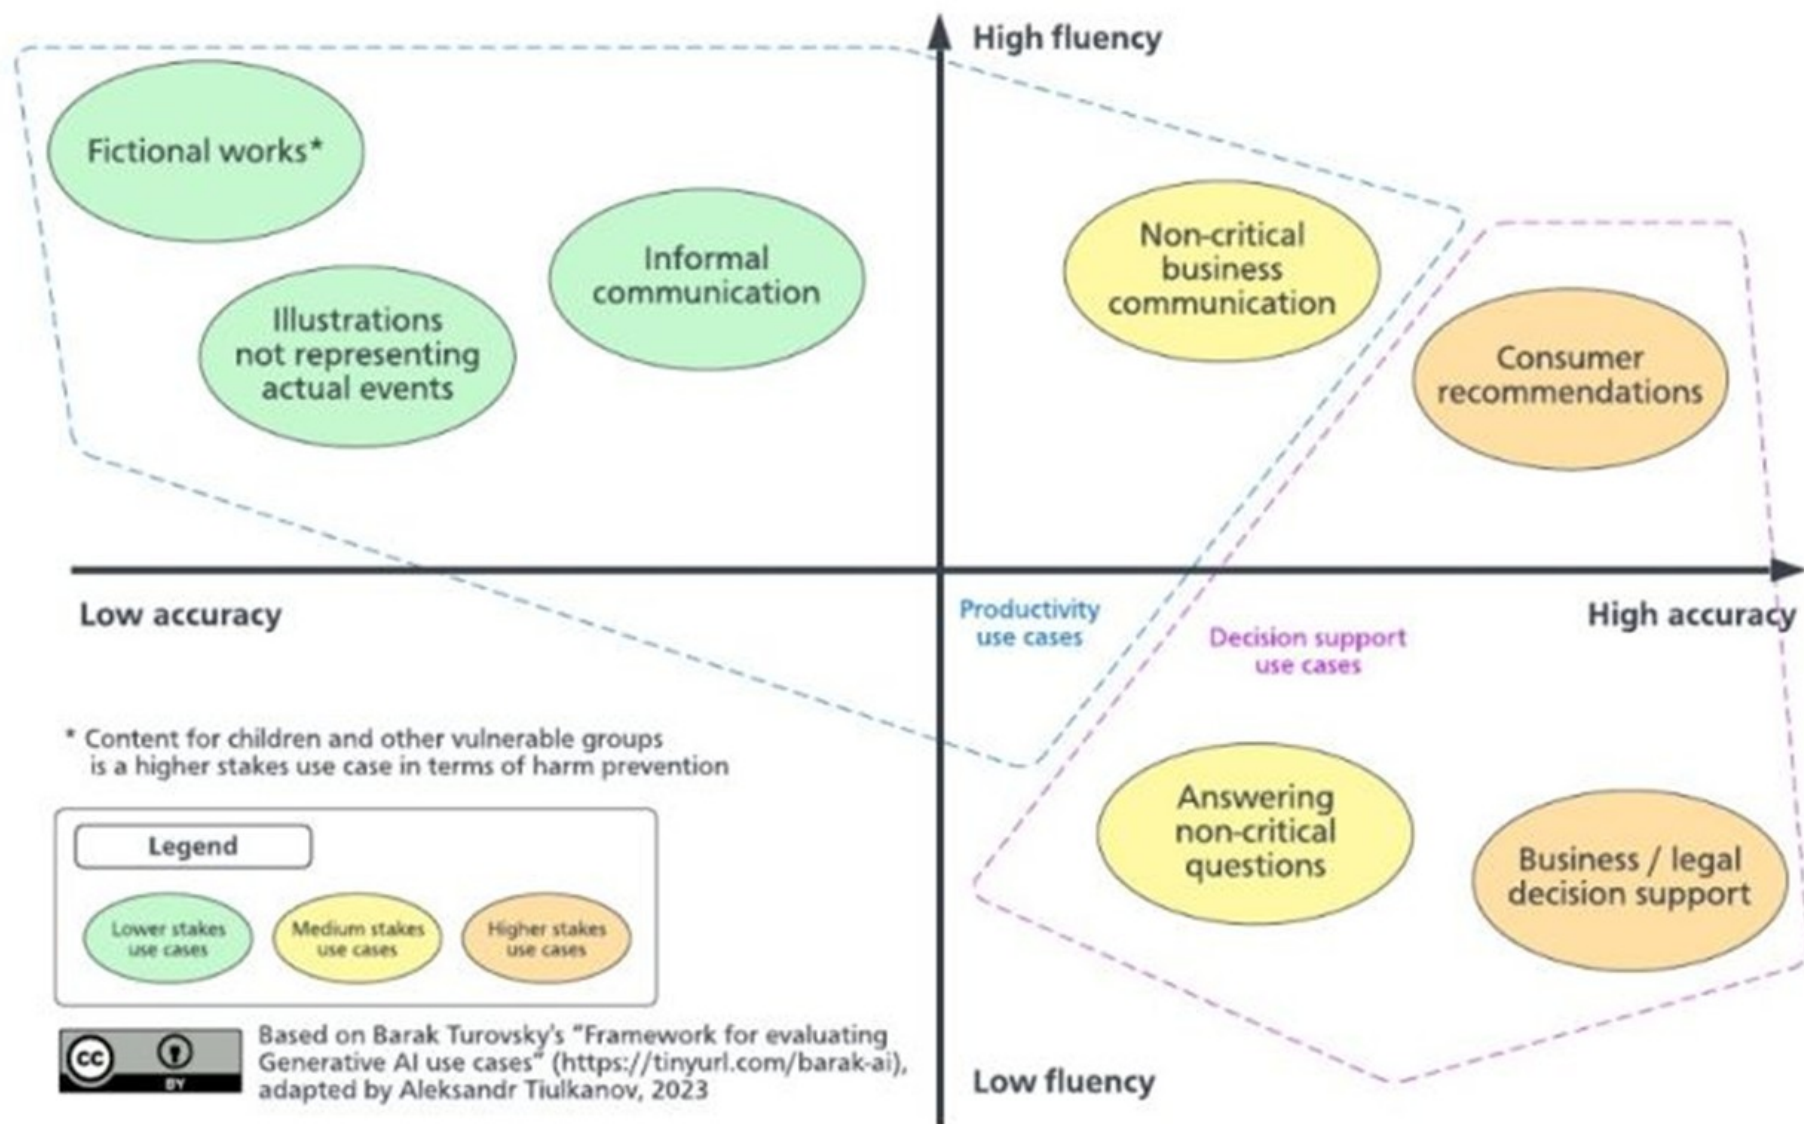 High fluency
Fictional works*
Informal
communication
Illustrations
not representing
actual events
Non-critical
business
communication
Consumer
recommendations
Low accuracy
High accuracy
Productivity
use cases
Decision support
use cases
* Content for children and other vulnerable groups
is a higher stakes use case in terms of harm prevention
Answering
non-critical
questions
Business / legal
decision support
Legend
Lower stakes
use cases
Medium stakes
use cases
Higher stakes
use cases
cc
BY
Based on Barak Turovsky's "Framework for evaluating
Generative AI use cases" (https://tinyurl.com/barak-ai),
adapted by Aleksandr Tiulkanov, 2023
Low fluency